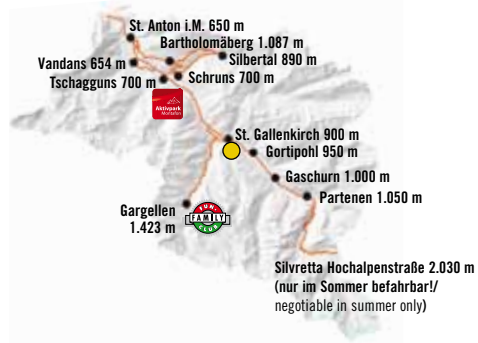 St. Anton i.M. 650 m
Bartholomäberg 1.087 m
Silbertal 890 m
Vandans 654 m
Tschagguns 700 m
Schruns 700 m
Aktivpark
Montafon
St. Gallenkirch 900 m
Gortipohl 950 m
Gaschurn 1.000 m
Partenen 1.050 m
Gargellen
1.423 m
FUN
FAMILY
CLUB
Silvretta Hochalpenstraße 2.030 m
(nur im Sommer befahrbar!/
negotiable in summer only)